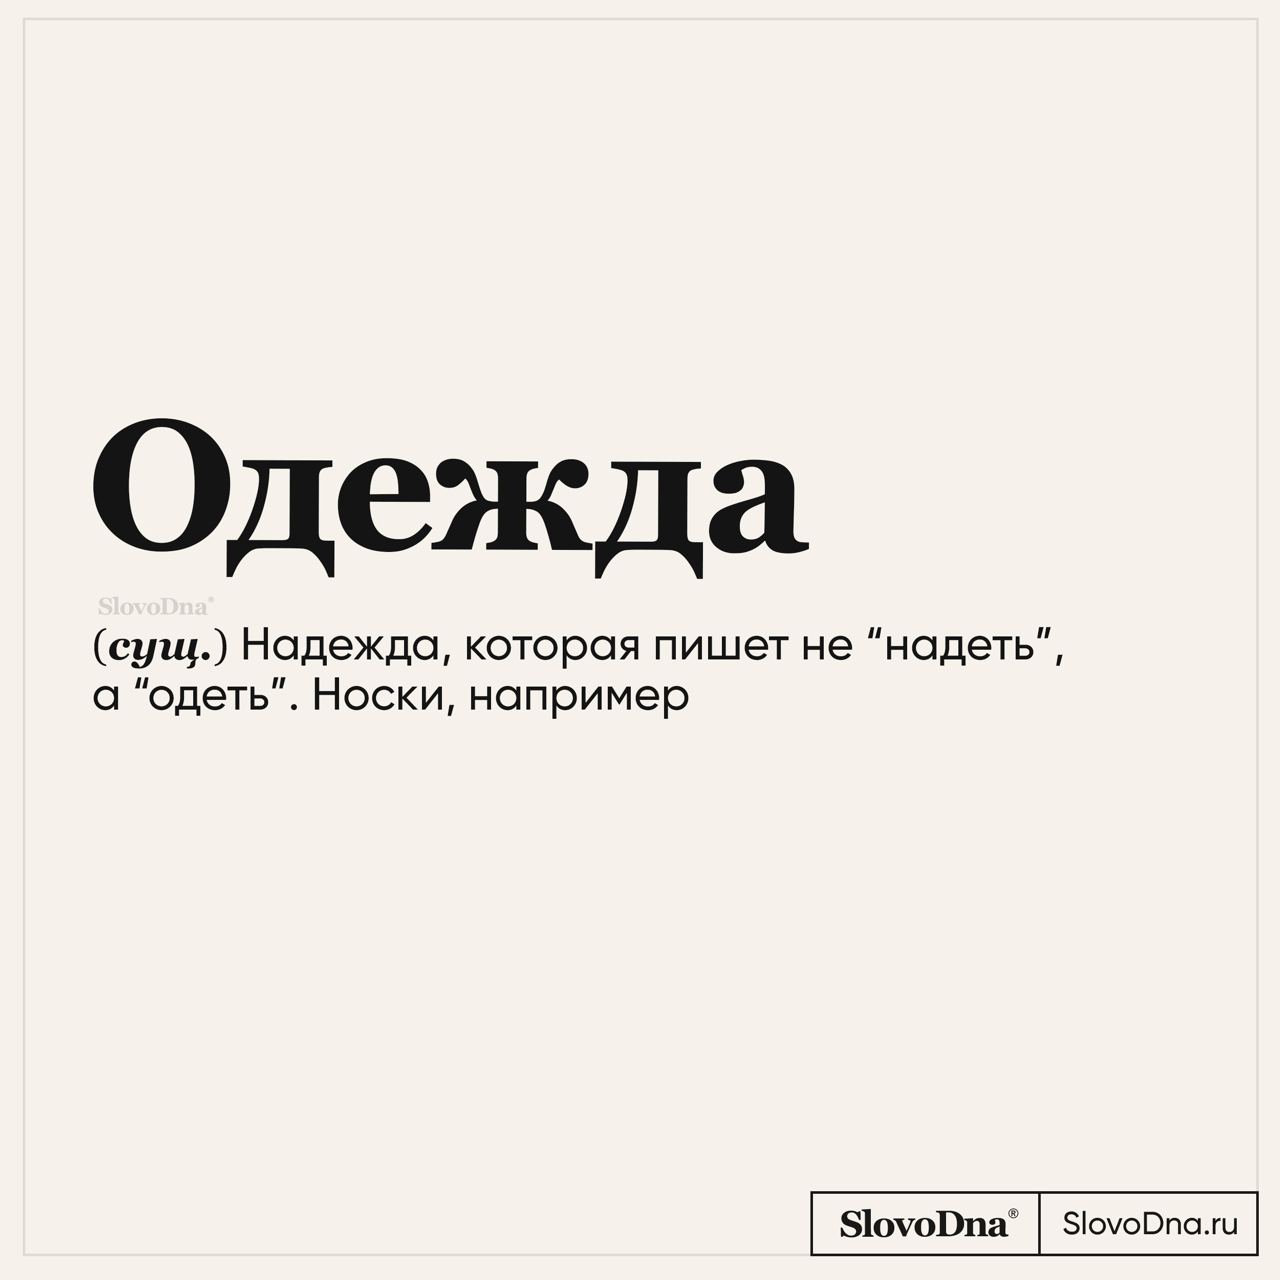 Одежда
SlovoDna®
(сущ.) Надежда, которая пишет не “надеть”,
а “одеть”. Носки, например
SlovoDna® SlovoDna.ru